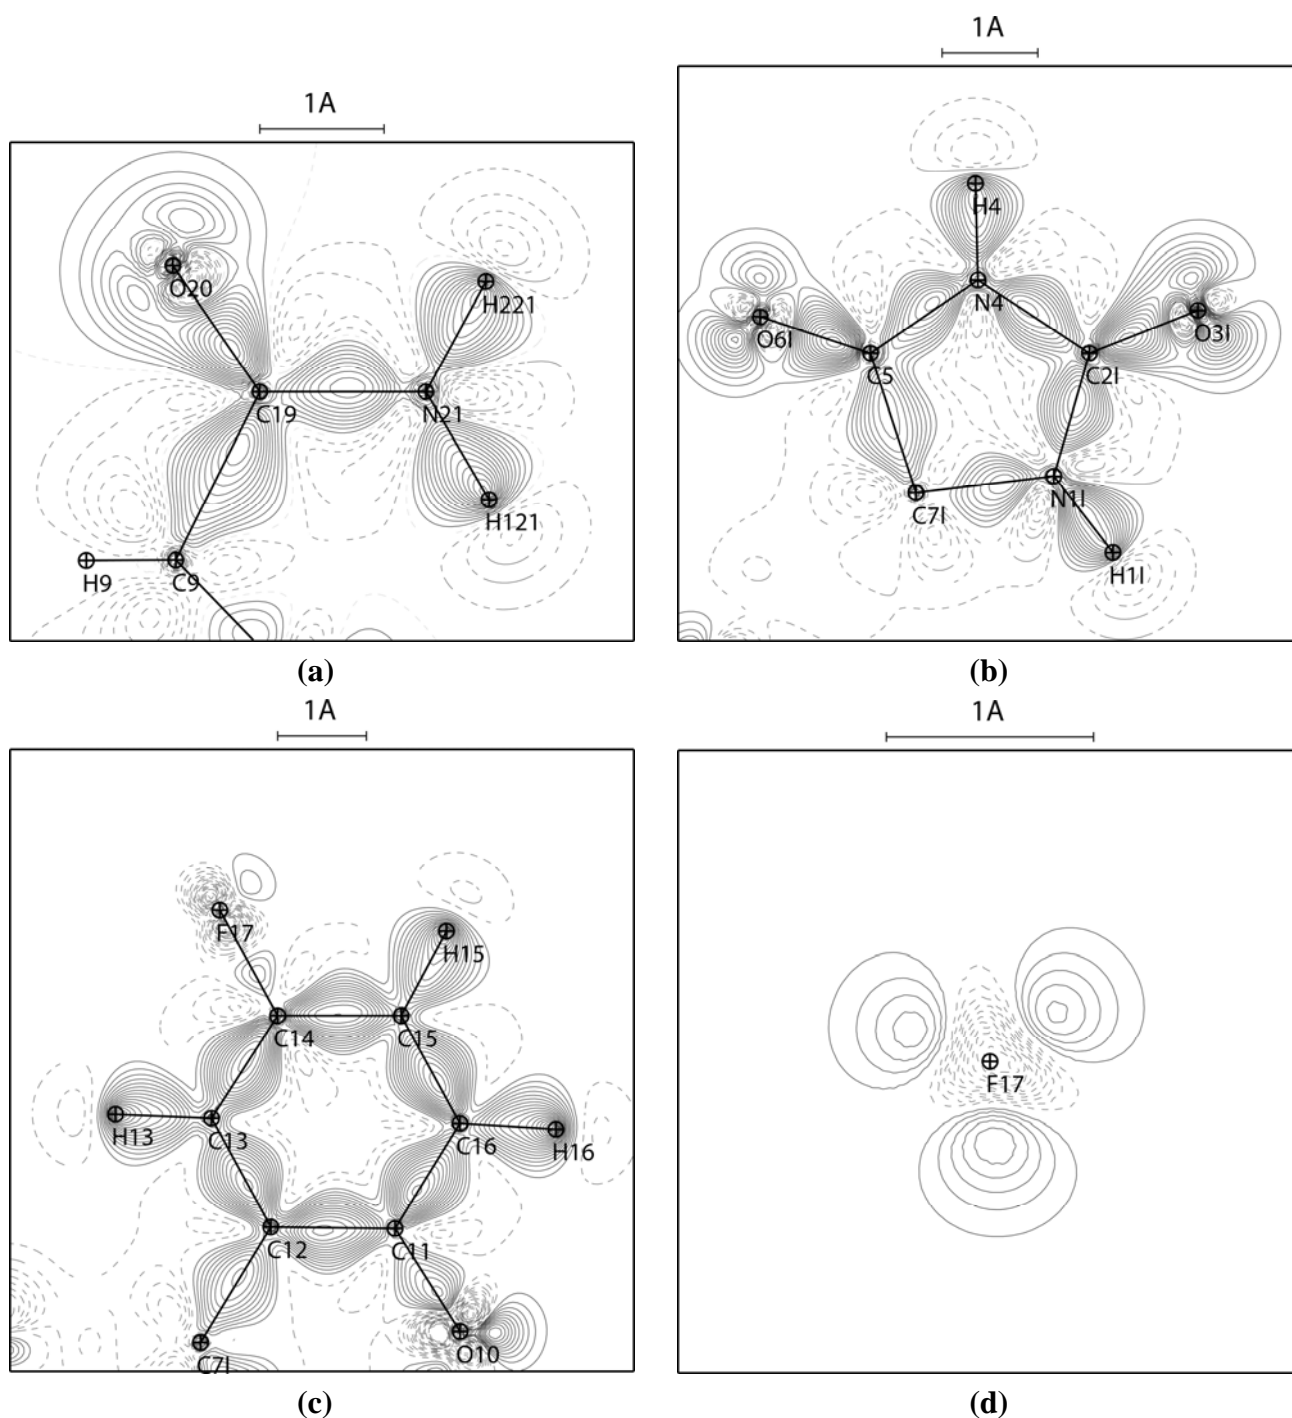 1A
1A
O20
H221
C19
N21
H121
H9
C9
H4
N4
O6I
O3I
C5
C2I
N1I
C7I
H1I
(a)
(b)
1A
1A
F17
H15
C14
C15
H13
C13
C16
H16
C12
C11
O10
C7I
F17
(c)
(d)